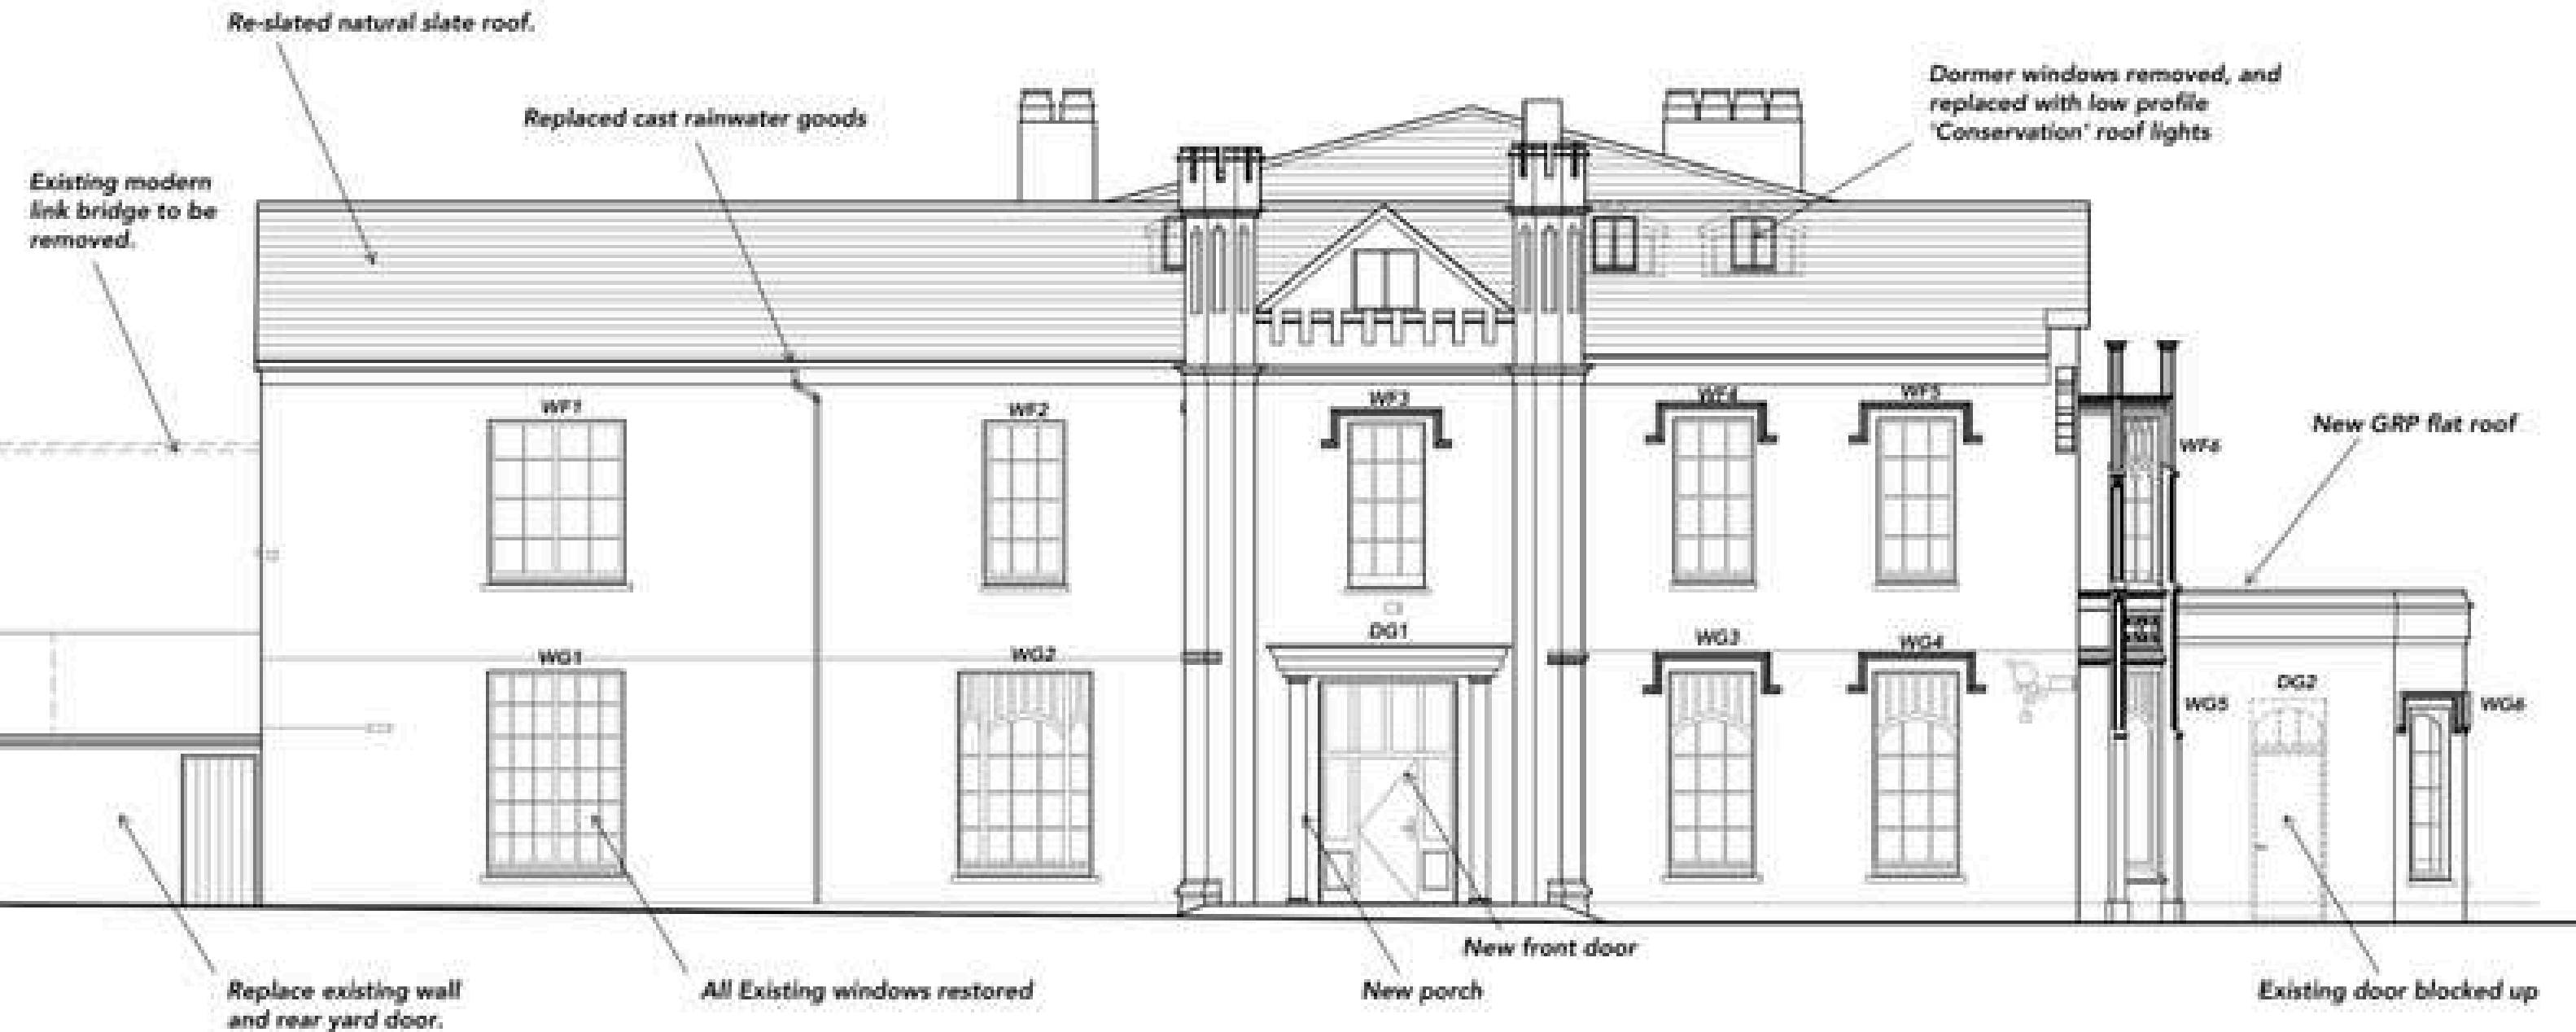 Re-slated natural slate roof.
Dormer windows removed, and
replaced with low profile
'Conservation' roof lights
Replaced cast rainwater goods
Existing modern
link bridge to be
removed.
WF1
WF2
WF3
WF4
WF5
WF6
New GRP flat roof
WG1
WG2
DG1
WG3
WG4
WG5
DG2
WG6
New front door
Replace existing wall
and rear yard door.
All Existing windows restored
New porch
Existing door blocked up